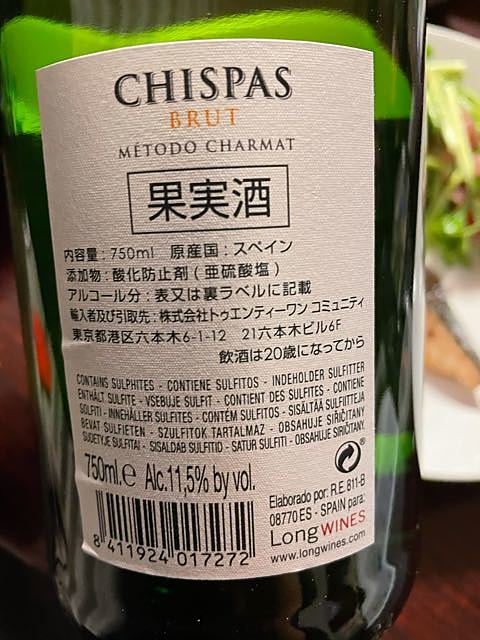 CHISPAS
BRUT
MÉTODO CHARMAT
果実酒
内容量：750ml 原産国：スペイン
添加物：酸化防止剤（亜硫酸塩）
アルコール分：表又は裏ラベルに記載
輸入者及び引取先：株式会社トゥエンティーワン コミュニティ
東京都港区六本木6-1-12 21六本木ビル6F
飲酒は20歳になってから
CONTAINS SULPHITES - CONTIENE SULFITOS - INDEHOLDER SULFITTER
ENTHÄLT SULFITE - VSEBUJE SULFIT - CONTIENT DES SULFITES - CONTIENE
SOLFITI - INNEHÅLLER SULFITES - CONTÉM SULFITOS - SISÄLTÄÄ SULFIITTEJA
BEVAT SULFIETEN - SZULFITOK TARTALMAZ - OBSAHUJE SIŘIČITANY
SUDETYJE SULFITAI - SISALDAB SULFITID - SATUR SULFITI - OBSAHUJE SIRIČITANY.
750ml.e Alc.11,5% by vol.
Elaborado por: R.E. 811-B
08770 ES - SPAIN para:
Long WINES
www.longwines.com
8 411924 017272